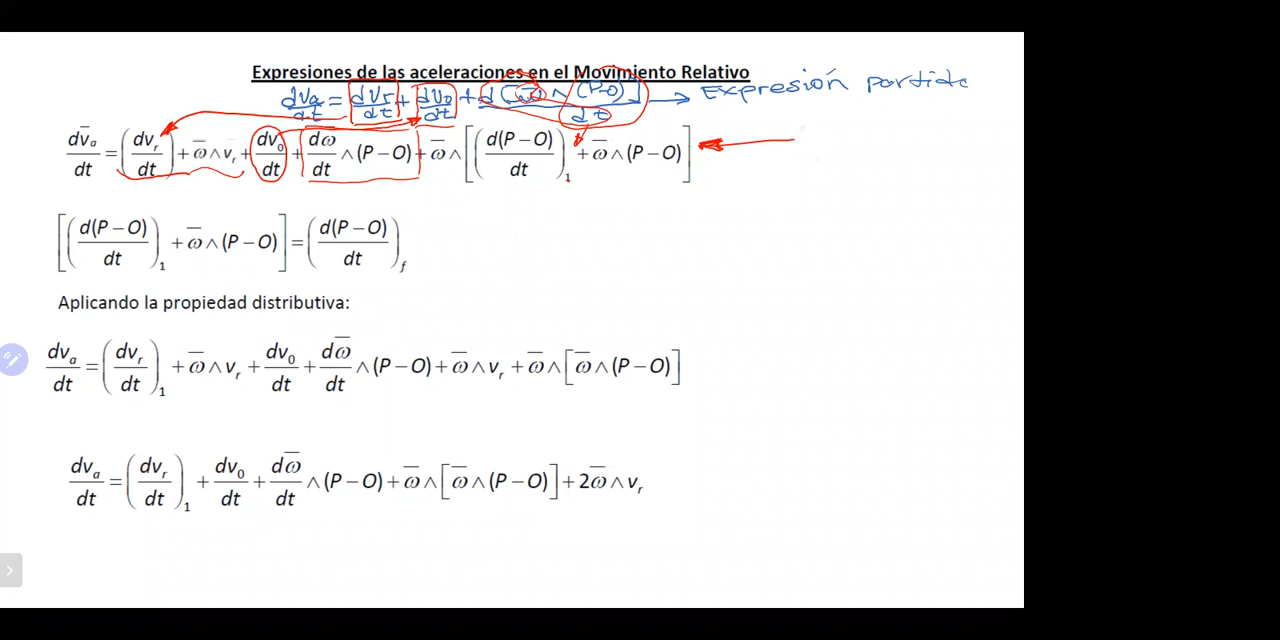 Expresiones de las aceleraciones en el Movimiento Relativo
dva/dt = dvr/dt + dv0/dt + d[ω̄ ∧ (P-O)]/dt → Expresión partida
dv̄a/dt = (dvr/dt) + ω̄ ∧ vr + dv0/dt + dω̄/dt ∧ (P − O) + ω̄ ∧ [(d(P − O)/dt)1 + ω̄ ∧ (P − O)]
[(d(P − O)/dt)1 + ω̄ ∧ (P − O)] = (d(P − O)/dt)f
Aplicando la propiedad distributiva:
dva/dt = (dvr/dt)1 + ω̄ ∧ vr + dv0/dt + dω̄/dt ∧ (P − O) + ω̄ ∧ vr + ω̄ ∧ [ω̄ ∧ (P − O)]
dva/dt = (dvr/dt)1 + dv0/dt + dω̄/dt ∧ (P − O) + ω̄ ∧ [ω̄ ∧ (P − O)] + 2ω̄ ∧ vr